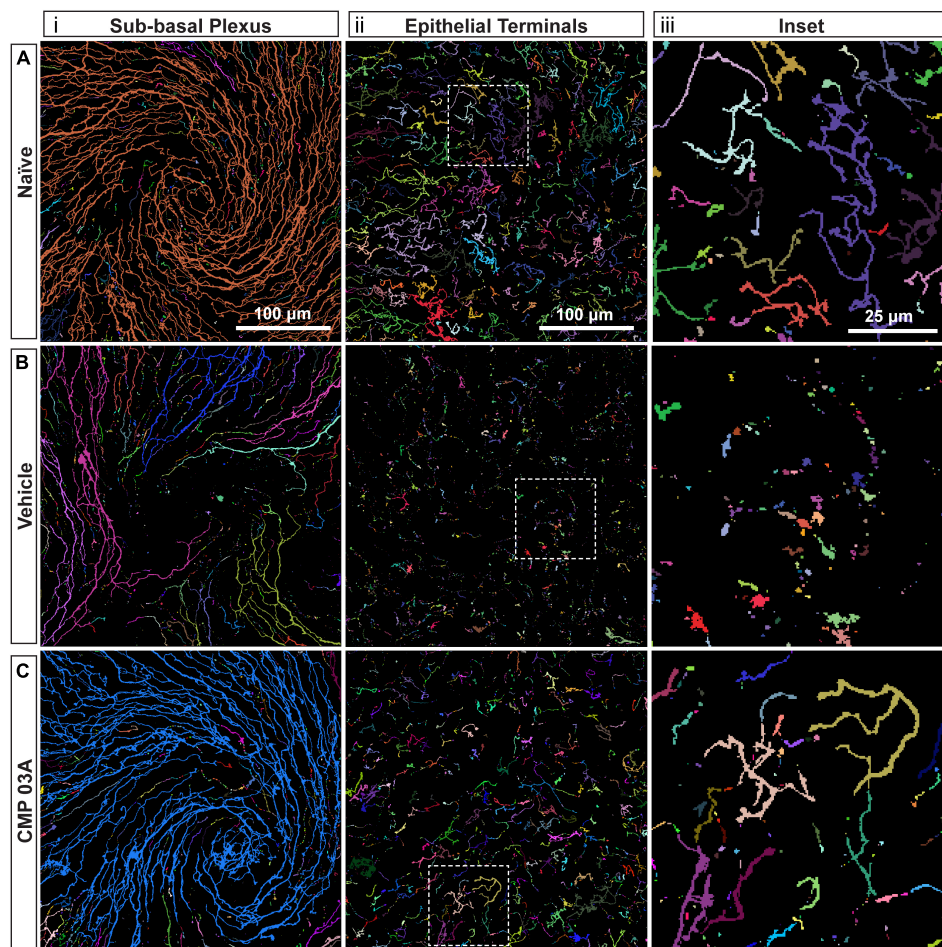 i Sub-basal Plexus ii Epithelial Terminals iii Inset
A
Naïve
100 µm 100 µm 25 µm
B
Vehicle
C
CMP 03A